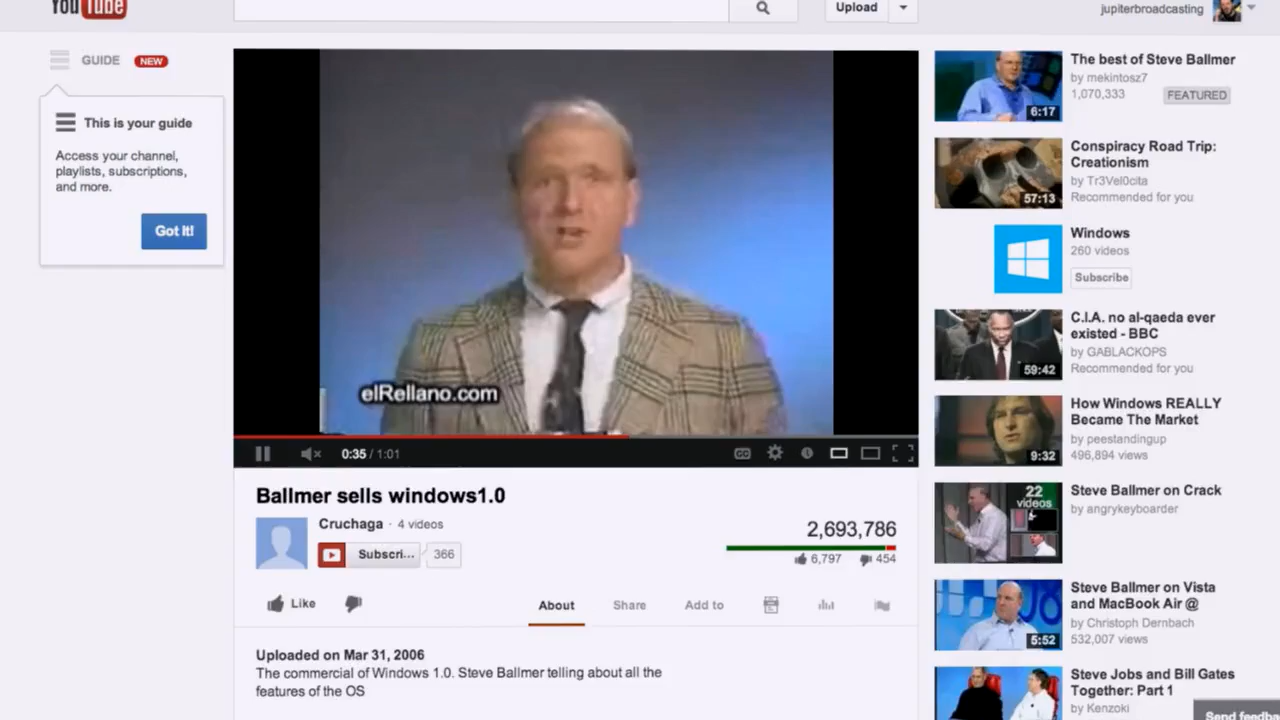 YouTube
Upload
jupiterbroadcasting
GUIDE
NEW
This is your guide
Access your channel,
playlists, subscriptions,
and more.
Got it!
elRellano.com
0:35 / 1:01
CC
Ballmer sells windows1.0
Cruchaga · 4 videos
Subscri...
366
2,693,786
6,797
454
Like
About
Share
Add to
Uploaded on Mar 31, 2006
The commercial of Windows 1.0. Steve Ballmer telling about all the
features of the OS
6:17
The best of Steve Ballmer
by mekintosz7
1,070,333
FEATURED
57:13
Conspiracy Road Trip:
Creationism
by Tr3Vel0cita
Recommended for you
Windows
260 videos
Subscribe
59:42
C.I.A. no al-qaeda ever
existed - BBC
by GABLACKOPS
Recommended for you
9:32
How Windows REALLY
Became The Market
by peestandingup
496,894 views
22
videos
Steve Ballmer on Crack
by angrykeyboarder
5:52
Steve Ballmer on Vista
and MacBook Air @
by Christoph Dernbach
532,007 views
Steve Jobs and Bill Gates
Together: Part 1
by Kenzoki
Send feedb